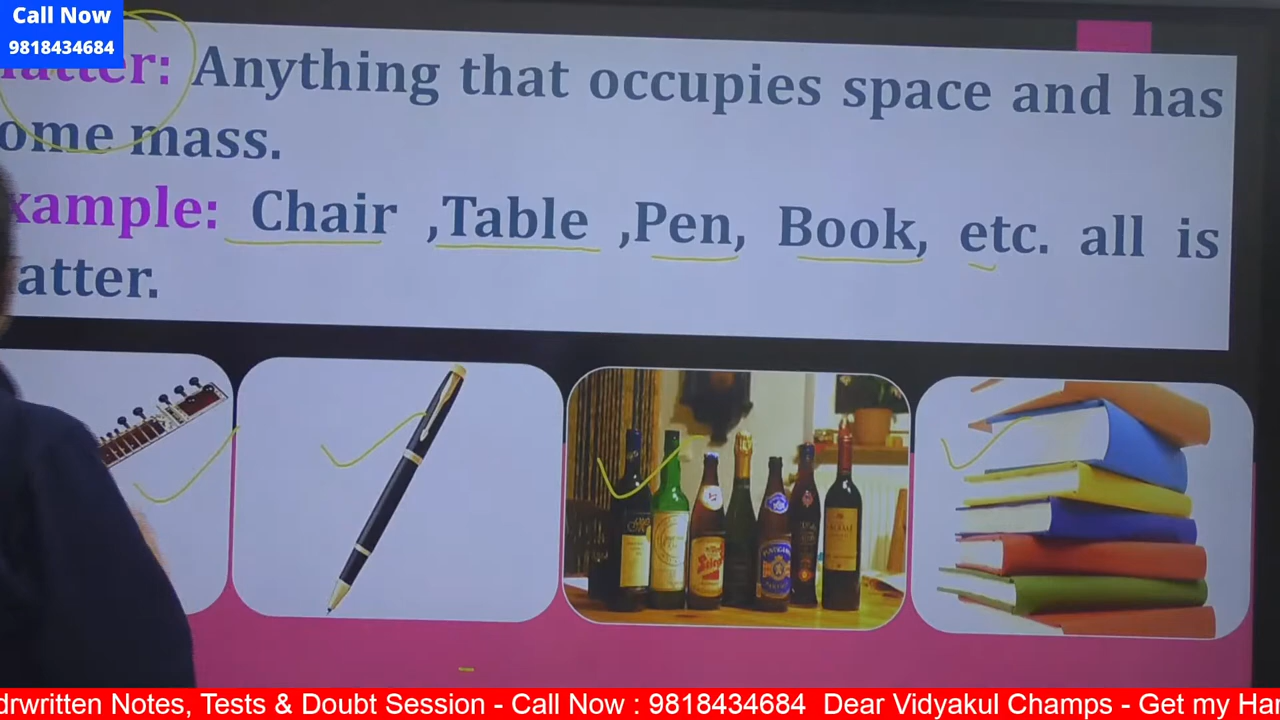 Call Now
9818434684
atter: Anything that occupies space and has
ome mass.
xample: Chair ,Table ,Pen, Book, etc. all is
atter.
drwritten Notes, Tests & Doubt Session - Call Now : 9818434684 Dear Vidyakul Champs - Get my Ha